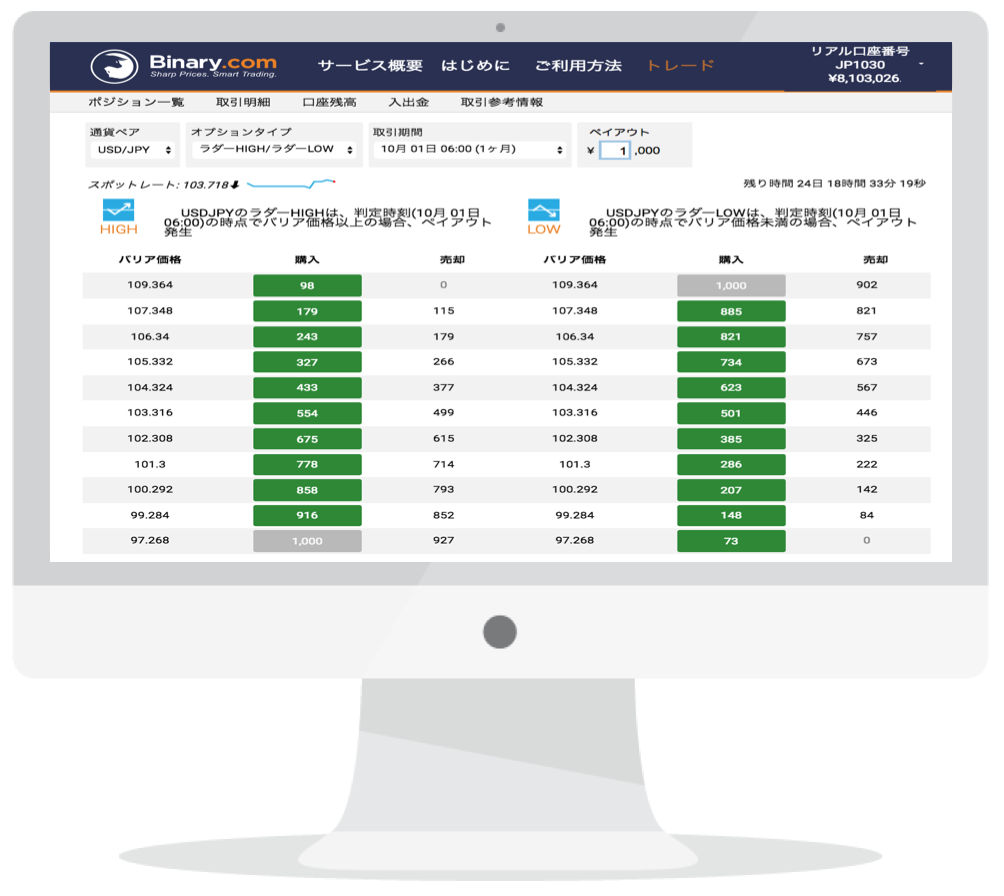 Binary.com
Sharp Prices. Smart Trading.
サービス概要 はじめに ご利用方法 トレード
リアル口座番号
JP1030
¥8,103,026.
ポジション一覧 取引明細 口座残高 入出金 取引参考情報
通貨ペア オプションタイプ 取引期間 ペイアウト
USD/JPY ラダーHIGH/ラダーLOW 10月 01日 06:00 (1ヶ月) ¥ 1 ,000
スポットレート: 103.718 残り時間 24日 18時間 33分 19秒
HIGH
USDJPYのラダーHIGHは、判定時刻(10月 01日
06:00)の時点でバリア価格以上の場合、ペイアウト
発生
LOW
USDJPYのラダーLOWは、判定時刻(10月 01日
06:00)の時点でバリア価格未満の場合、ペイアウト
発生
バリア価格 購入 売却 バリア価格 購入 売却
109.364 98 0 109.364 1,000 902
107.348 179 115 107.348 885 821
106.34 243 179 106.34 821 757
105.332 327 266 105.332 734 673
104.324 433 377 104.324 623 567
103.316 554 499 103.316 501 446
102.308 675 615 102.308 385 325
101.3 778 714 101.3 286 222
100.292 858 793 100.292 207 142
99.284 916 852 99.284 148 84
97.268 1,000 927 97.268 73 0